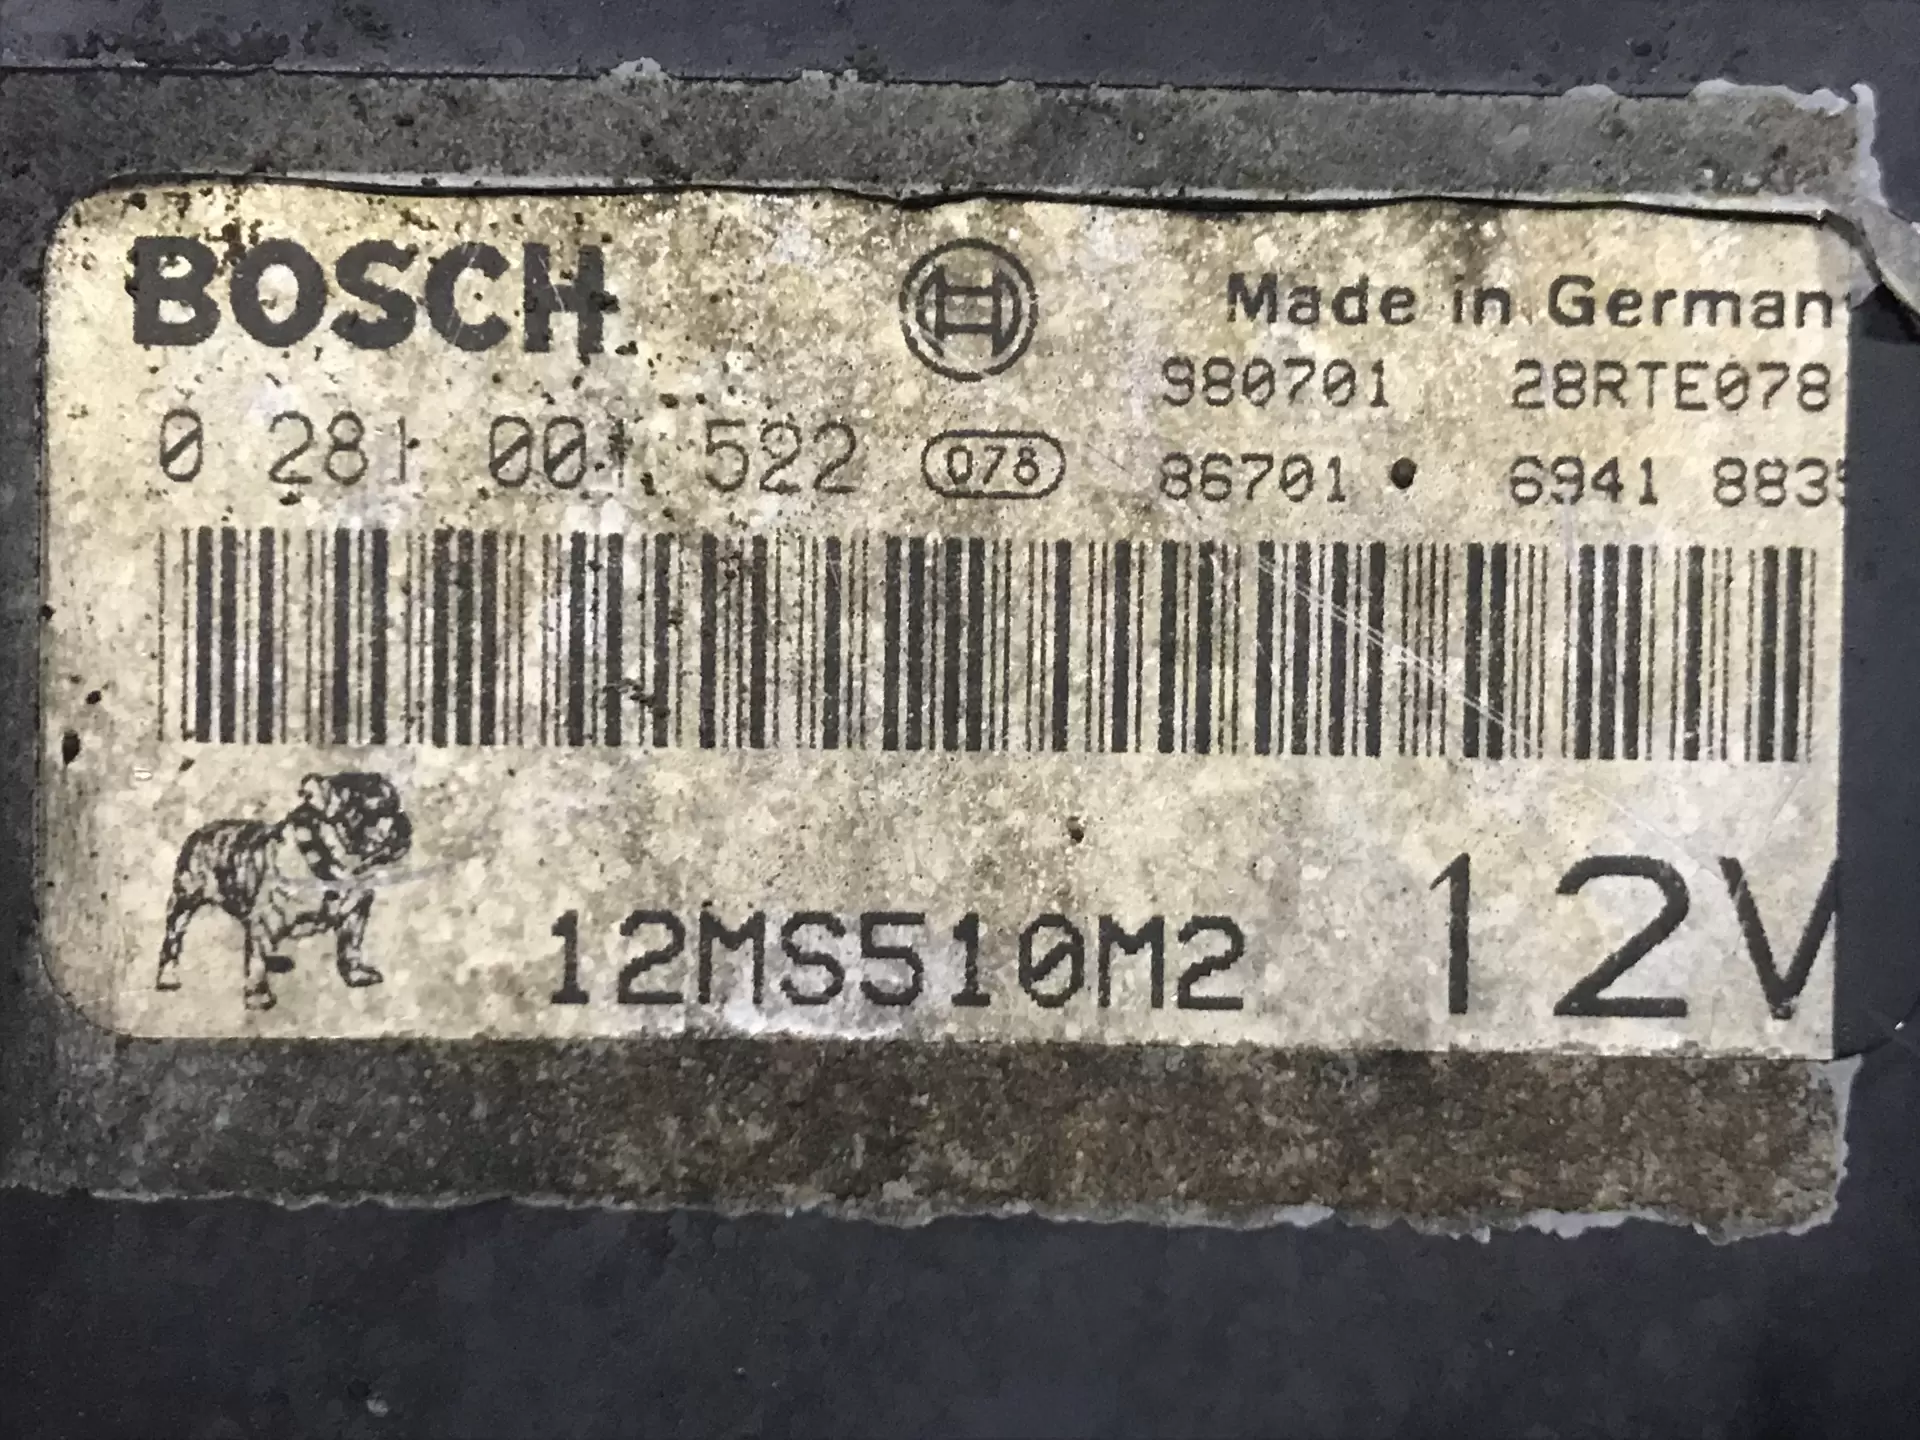 BOSCH
Made in German
980701 28RTE078
0 281 001 522 078 86701 • 6941 883
12MS510M2 12V